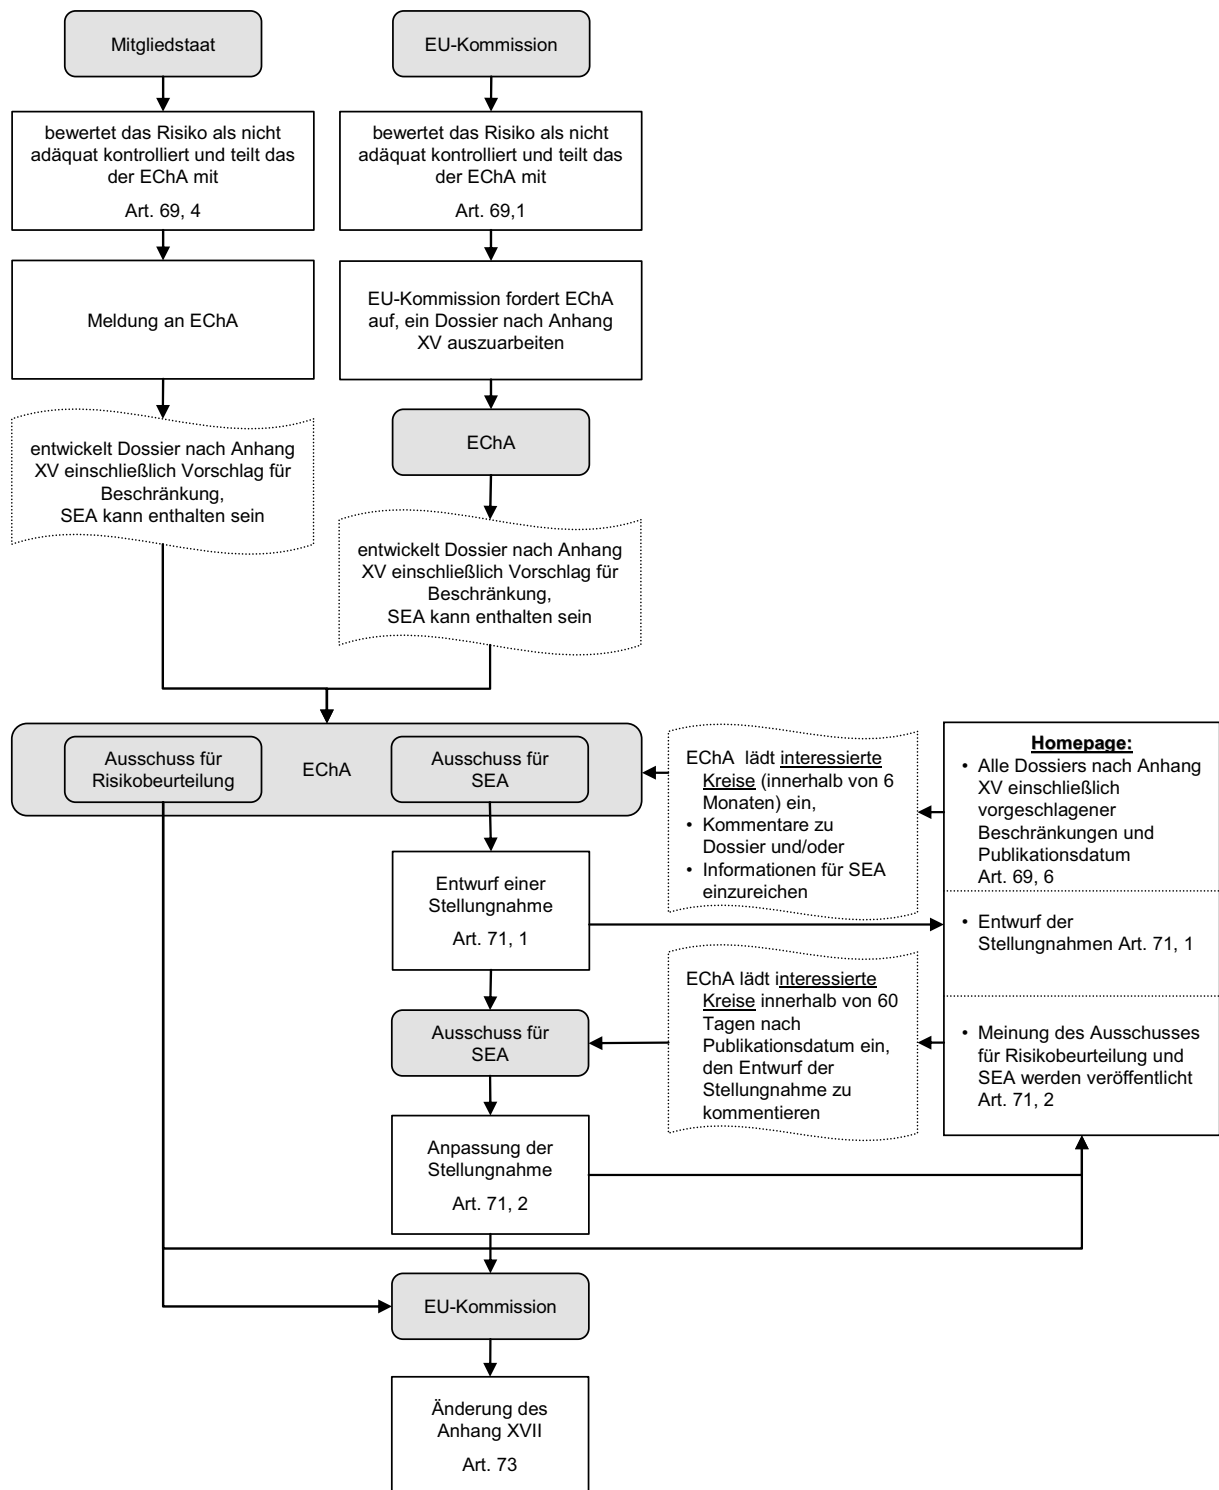 Mitgliedstaat
EU-Kommission
bewertet das Risiko als nicht
adäquat kontrolliert und teilt das
der EChA mit
Art. 69, 4
bewertet das Risiko als nicht
adäquat kontrolliert und teilt das
der EChA mit
Art. 69,1
Meldung an EChA
EU-Kommission fordert EChA
auf, ein Dossier nach Anhang
XV auszuarbeiten
entwickelt Dossier nach Anhang
XV einschließlich Vorschlag für
Beschränkung,
SEA kann enthalten sein
EChA
entwickelt Dossier nach Anhang
XV einschließlich Vorschlag für
Beschränkung,
SEA kann enthalten sein
Ausschuss für
Risikobeurteilung
EChA
Ausschuss für
SEA
EChA lädt interessierte
Kreise (innerhalb von 6
Monaten) ein,
• Kommentare zu
Dossier und/oder
• Informationen für SEA
einzureichen
Homepage:
• Alle Dossiers nach Anhang
XV einschließlich
vorgeschlagener
Beschränkungen und
Publikationsdatum
Art. 69, 6
Entwurf einer
Stellungnahme
Art. 71, 1
• Entwurf der
Stellungnahmen Art. 71, 1
Ausschuss für
SEA
EChA lädt interessierte
Kreise innerhalb von 60
Tagen nach
Publikationsdatum ein,
den Entwurf der
Stellungnahme zu
kommentieren
• Meinung des Ausschusses
für Risikobeurteilung und
SEA werden veröffentlicht
Art. 71, 2
Anpassung der
Stellungnahme
Art. 71, 2
EU-Kommission
Änderung des
Anhang XVII
Art. 73